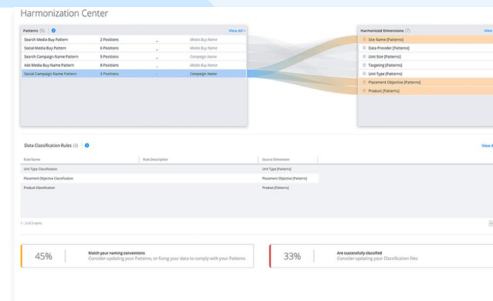 Harmonization Center
Patterns (5) View All >
Search Media Buy Pattern 2 Positions _ Media Buy Name
Social Media Buy Pattern 6 Positions _ Media Buy Name
Search Campaign Name Pattern 5 Positions _ Campaign Name
Ads Media Buy Name Pattern 8 Positions _ Media Buy Name
Social Campaign Name Pattern 3 Positions Campaign Name
Harmonized Dimensions (7)
Site Name [Patterns]
Data Provider [Patterns]
Unit Size [Patterns]
Targeting [Patterns]
Unit Type [Patterns]
Placement Objective [Patterns]
Product [Patterns]
Data Classification Rules (3)
Rule Name Rule Description Source Dimension
Unit Type Classification Unit Type [Patterns]
Placement Objective Classification Placement Objective [Patterns]
Product Classification Product [Patterns]
45% Match your naming conventions
Consider updating your Patterns, or fixing your data to comply with your Patterns
33% Are successfully classified
Consider updating your Classification files